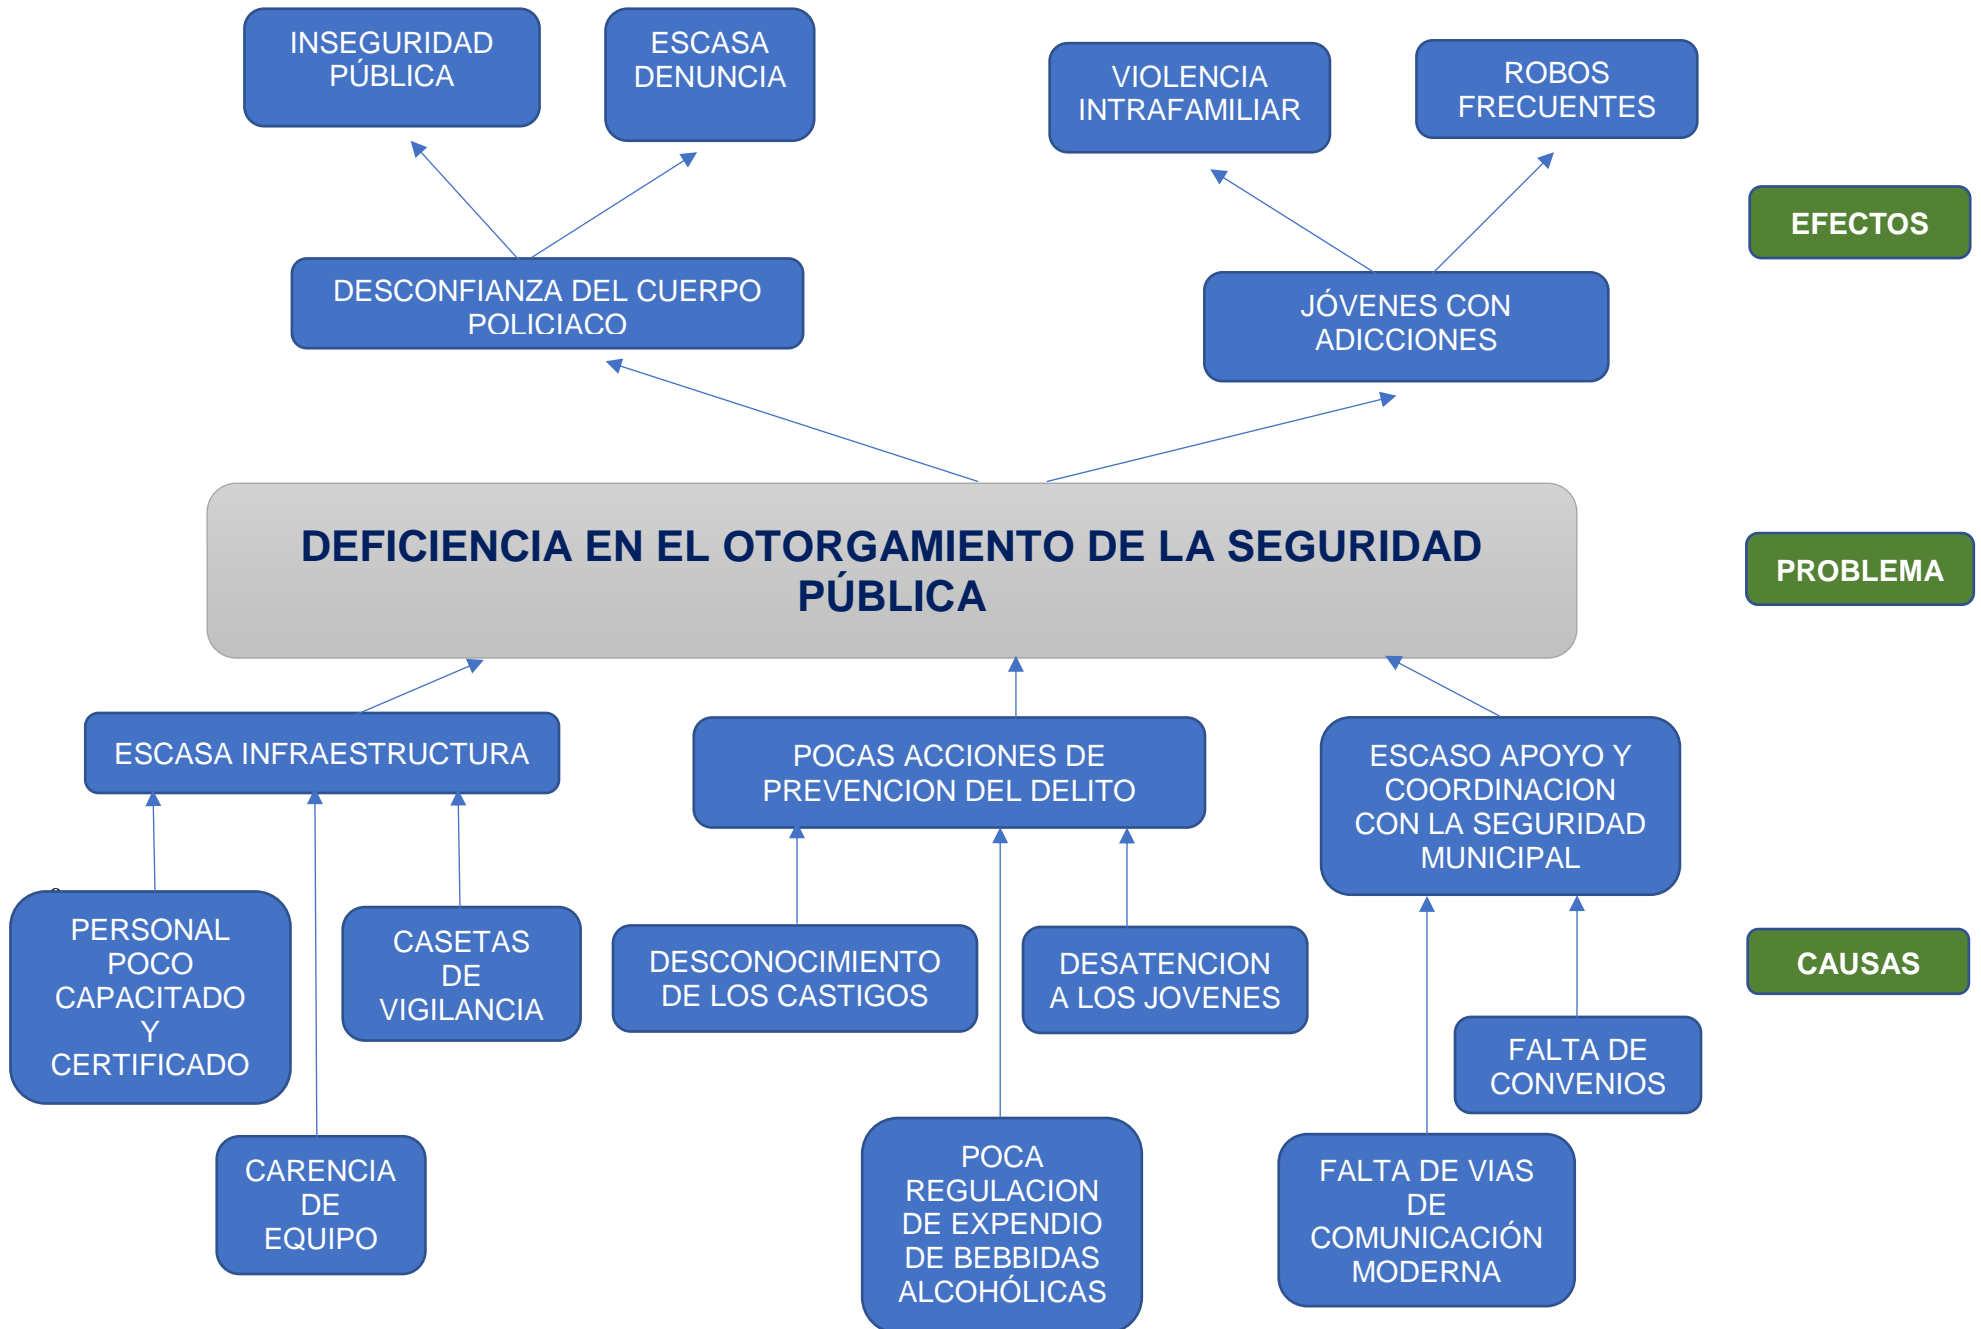 INSEGURIDAD
PÚBLICA
ESCASA
DENUNCIA
VIOLENCIA
INTRAFAMILIAR
ROBOS
FRECUENTES
EFECTOS
DESCONFIANZA DEL CUERPO
POLICIACO
JÓVENES CON
ADICCIONES
DEFICIENCIA EN EL OTORGAMIENTO DE LA SEGURIDAD
PÚBLICA
PROBLEMA
ESCASA INFRAESTRUCTURA
POCAS ACCIONES DE
PREVENCION DEL DELITO
ESCASO APOYO Y
COORDINACION
CON LA SEGURIDAD
MUNICIPAL
PERSONAL
POCO
CAPACITADO
Y
CERTIFICADO
CASETAS
DE
VIGILANCIA
DESCONOCIMIENTO
DE LOS CASTIGOS
DESATENCION
A LOS JOVENES
CAUSAS
FALTA DE
CONVENIOS
CARENCIA
DE
EQUIPO
POCA
REGULACION
DE EXPENDIO
DE BEBBIDAS
ALCOHÓLICAS
FALTA DE VIAS
DE
COMUNICACIÓN
MODERNA